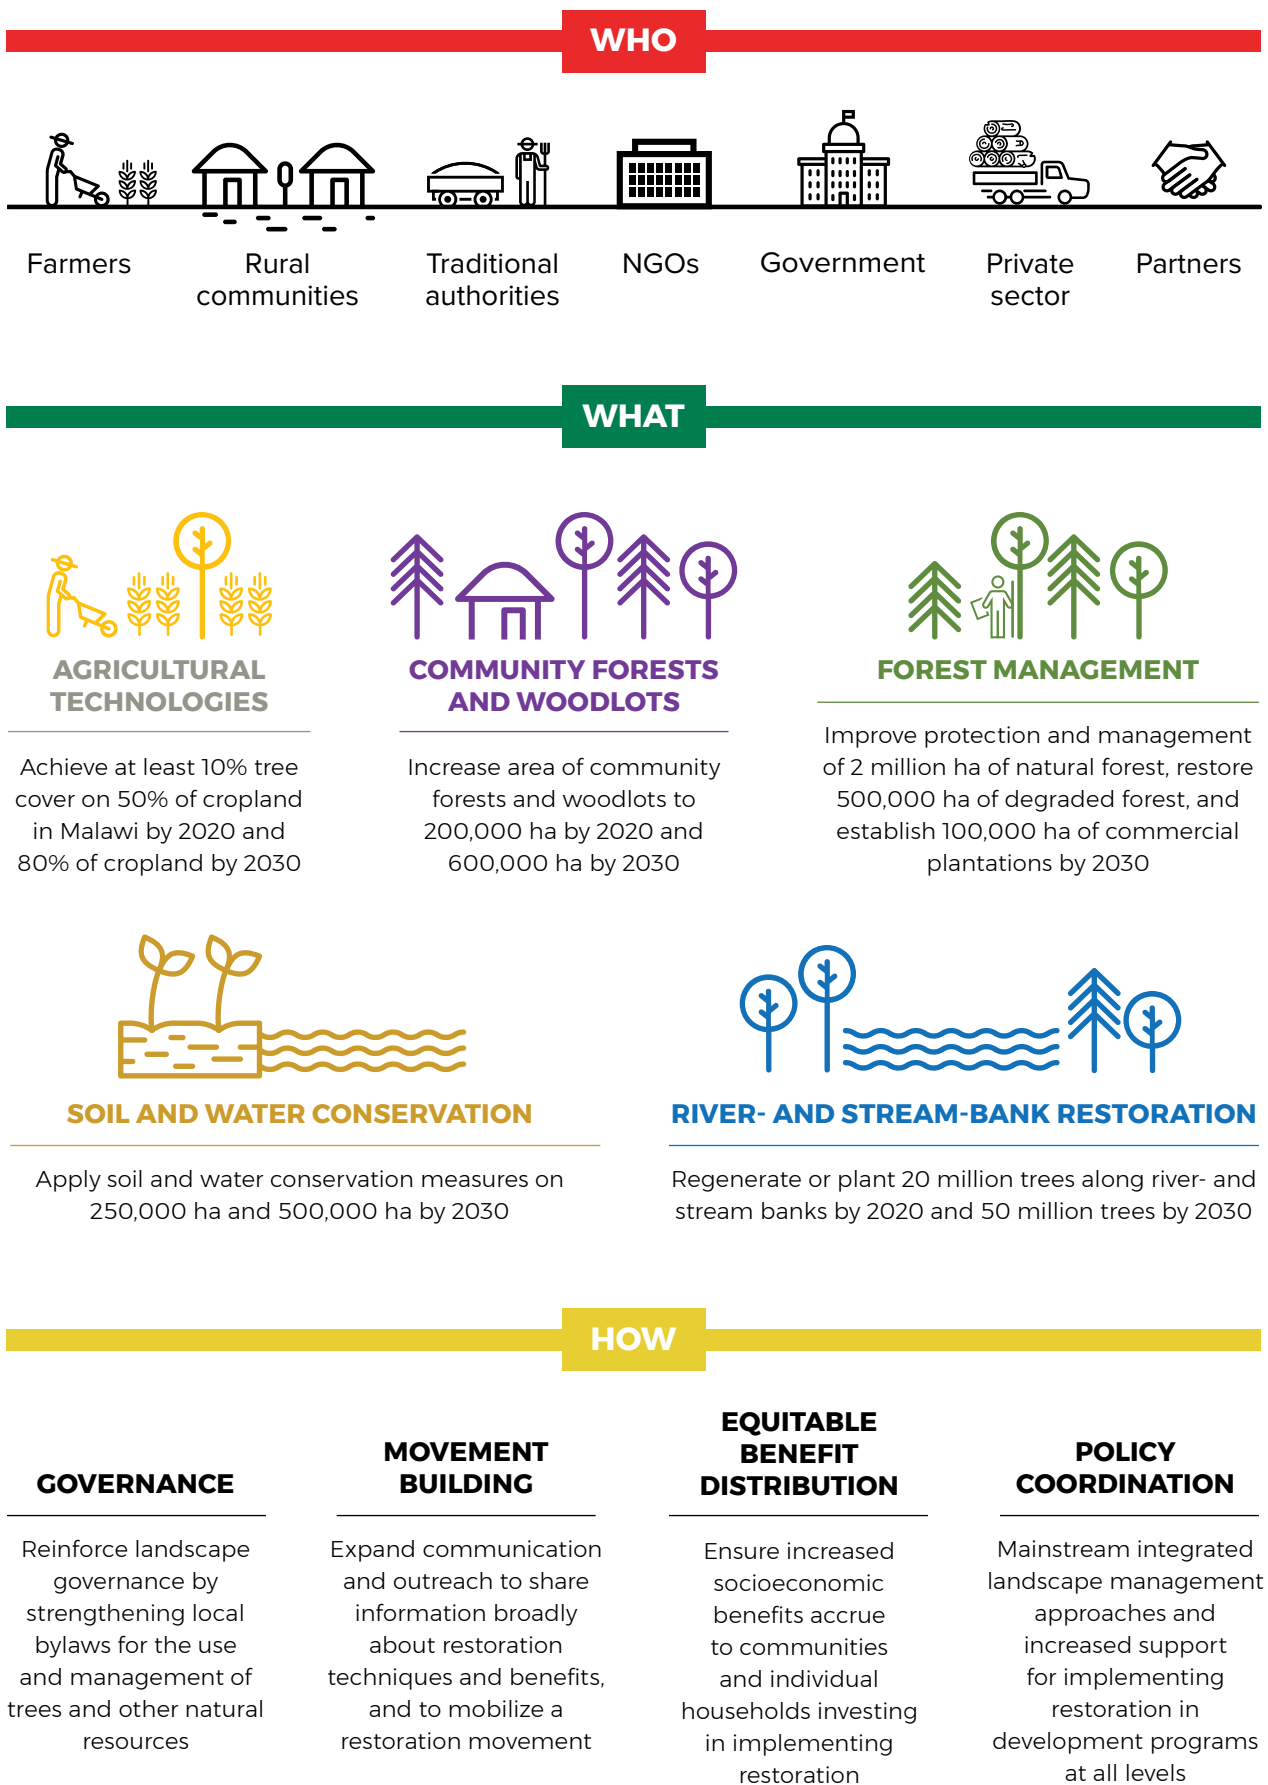 WHO
Farmers
Rural
communities
Traditional
authorities
NGOs
Government
Private
sector
Partners
WHAT
AGRICULTURAL
TECHNOLOGIES
Achieve at least 10% tree
cover on 50% of cropland
in Malawi by 2020 and
80% of cropland by 2030
COMMUNITY FORESTS
AND WOODLOTS
Increase area of community
forests and woodlots to
200,000 ha by 2020 and
600,000 ha by 2030
FOREST MANAGEMENT
Improve protection and management
of 2 million ha of natural forest, restore
500,000 ha of degraded forest, and
establish 100,000 ha of commercial
plantations by 2030
SOIL AND WATER CONSERVATION
Apply soil and water conservation measures on
250,000 ha and 500,000 ha by 2030
RIVER- AND STREAM-BANK RESTORATION
Regenerate or plant 20 million trees along river- and
stream banks by 2020 and 50 million trees by 2030
HOW
GOVERNANCE
Reinforce landscape
governance by
strengthening local
bylaws for the use
and management of
trees and other natural
resources
MOVEMENT
BUILDING
Expand communication
and outreach to share
information broadly
about restoration
techniques and benefits,
and to mobilize a
restoration movement
EQUITABLE
BENEFIT
DISTRIBUTION
Ensure increased
socioeconomic
benefits accrue
to communities
and individual
households investing
in implementing
restoration
POLICY
COORDINATION
Mainstream integrated
landscape management
approaches and
increased support
for implementing
restoration in
development programs
at all levels